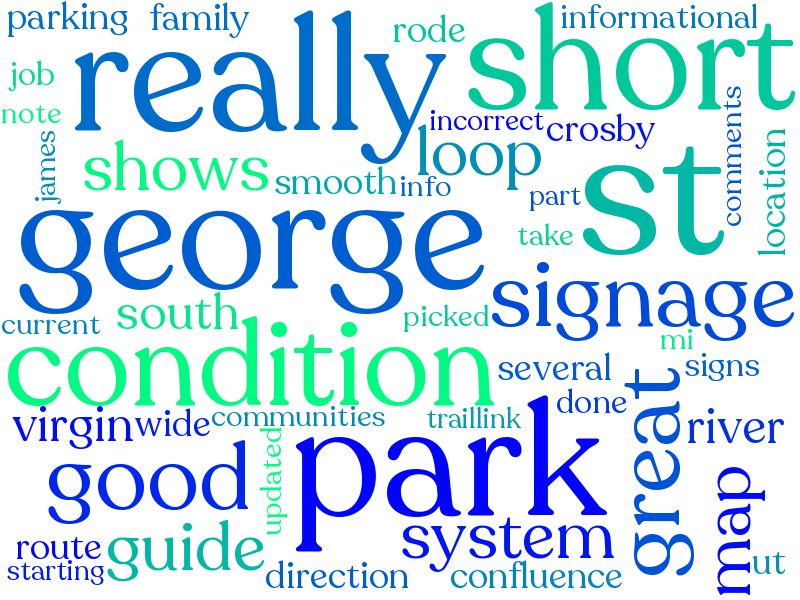 parking
family
rode
informational
really
short
job
note
james
incorrect
crosby
comments
location
shows
smooth
info
loop
part
st
take
george
signage
current
south
picked
mi
condition
several
signs
virgin
wide
communities
traillink
done
great
river
updated
good
park
system
map
route
guide
starting
direction
confluence
ut